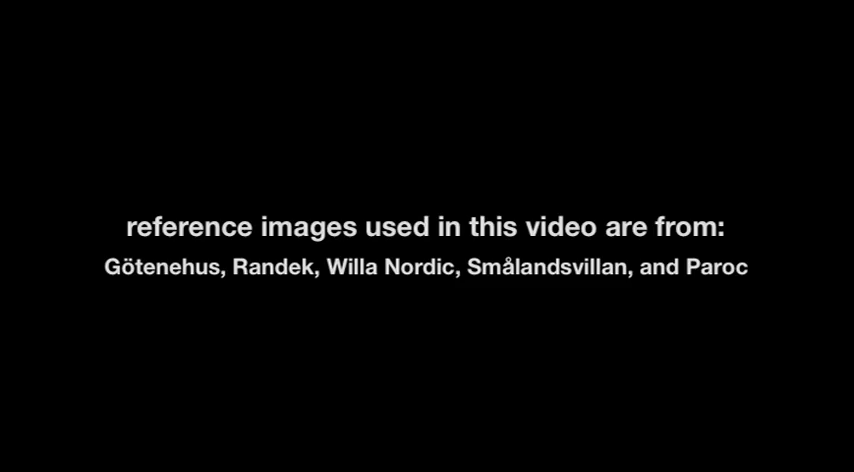 reference images used in this video are from:
Götenehus, Randek, Willa Nordic, Smålandsvillan, and Paroc